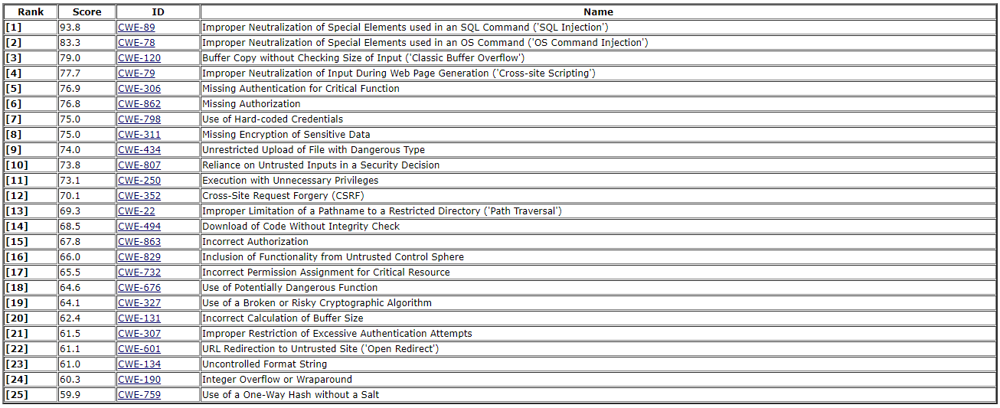 Rank Score ID Name
[1] 93.8 CWE-89 Improper Neutralization of Special Elements used in an SQL Command ('SQL Injection')
[2] 83.3 CWE-78 Improper Neutralization of Special Elements used in an OS Command ('OS Command Injection')
[3] 79.0 CWE-120 Buffer Copy without Checking Size of Input ('Classic Buffer Overflow')
[4] 77.7 CWE-79 Improper Neutralization of Input During Web Page Generation ('Cross-site Scripting')
[5] 76.9 CWE-306 Missing Authentication for Critical Function
[6] 76.8 CWE-862 Missing Authorization
[7] 75.0 CWE-798 Use of Hard-coded Credentials
[8] 75.0 CWE-311 Missing Encryption of Sensitive Data
[9] 74.0 CWE-434 Unrestricted Upload of File with Dangerous Type
[10] 73.8 CWE-807 Reliance on Untrusted Inputs in a Security Decision
[11] 73.1 CWE-250 Execution with Unnecessary Privileges
[12] 70.1 CWE-352 Cross-Site Request Forgery (CSRF)
[13] 69.3 CWE-22 Improper Limitation of a Pathname to a Restricted Directory ('Path Traversal')
[14] 68.5 CWE-494 Download of Code Without Integrity Check
[15] 67.8 CWE-863 Incorrect Authorization
[16] 66.0 CWE-829 Inclusion of Functionality from Untrusted Control Sphere
[17] 65.5 CWE-732 Incorrect Permission Assignment for Critical Resource
[18] 64.6 CWE-676 Use of Potentially Dangerous Function
[19] 64.1 CWE-327 Use of a Broken or Risky Cryptographic Algorithm
[20] 62.4 CWE-131 Incorrect Calculation of Buffer Size
[21] 61.5 CWE-307 Improper Restriction of Excessive Authentication Attempts
[22] 61.1 CWE-601 URL Redirection to Untrusted Site ('Open Redirect')
[23] 61.0 CWE-134 Uncontrolled Format String
[24] 60.3 CWE-190 Integer Overflow or Wraparound
[25] 59.9 CWE-759 Use of a One-Way Hash without a Salt